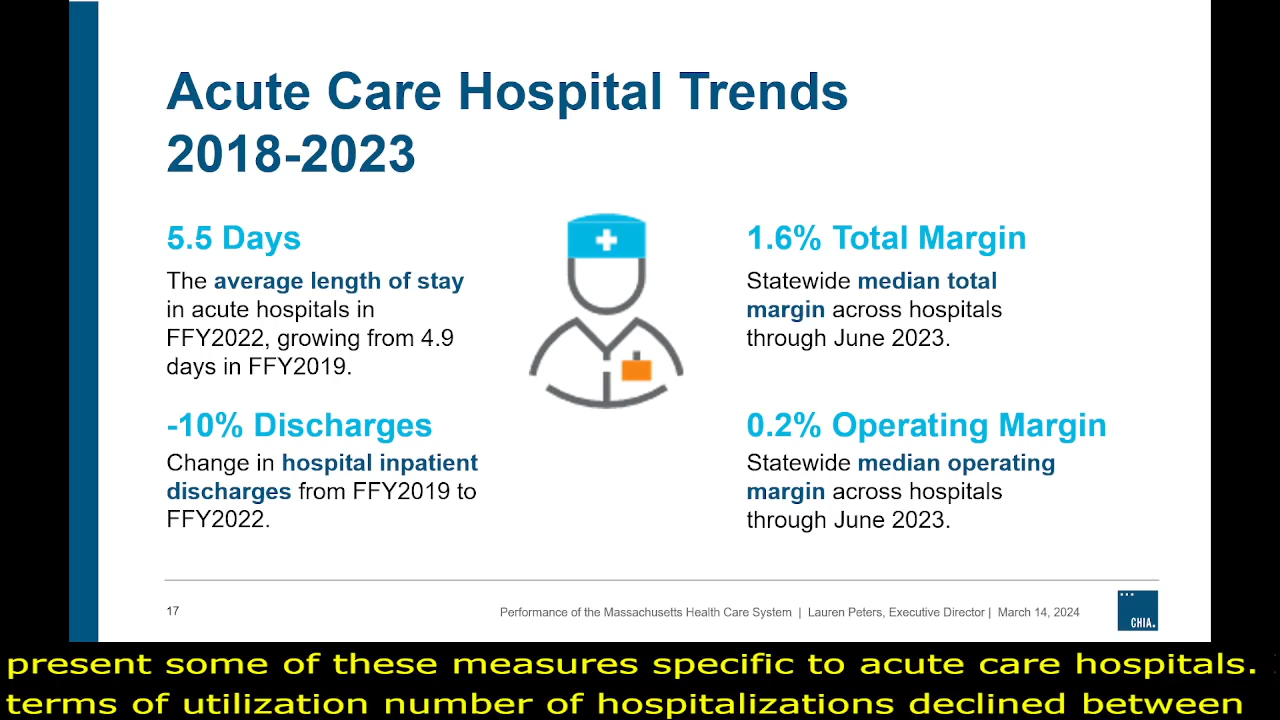 Acute Care Hospital Trends
2018-2023
5.5 Days
The average length of stay
in acute hospitals in
FFY2022, growing from 4.9
days in FFY2019.
-10% Discharges
Change in hospital inpatient
discharges from FFY2019 to
FFY2022.
1.6% Total Margin
Statewide median total
margin across hospitals
through June 2023.
0.2% Operating Margin
Statewide median operating
margin across hospitals
through June 2023.
17
Performance of the Massachusetts Health Care System | Lauren Peters, Executive Director | March 14, 2024
CHIA.
present some of these measures specific to acute care hospitals.
terms of utilization number of hospitalizations declined between